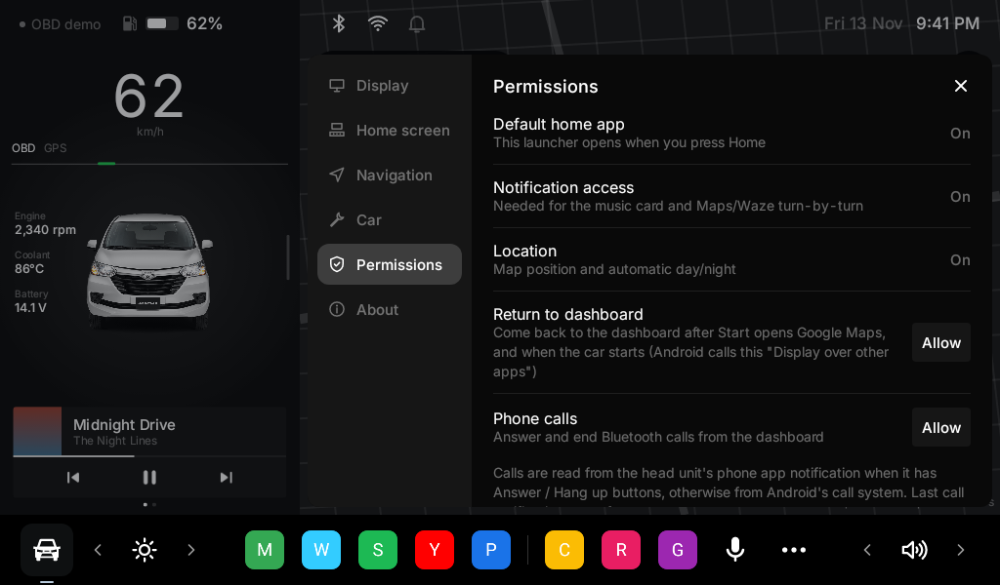 OBD demo
62%
Fri 13 Nov 9:41 PM
62
km/h
OBD GPS
Engine
2,340 rpm
Coolant
86°C
Battery
14.1 V
Midnight Drive
The Night Lines
Display
Home screen
Navigation
Car
Permissions
About
Permissions
Default home app
This launcher opens when you press Home
On
Notification access
Needed for the music card and Maps/Waze turn-by-turn
On
Location
Map position and automatic day/night
On
Return to dashboard
Come back to the dashboard after Start opens Google Maps,
and when the car starts (Android calls this "Display over other
apps")
Allow
Phone calls
Answer and end Bluetooth calls from the dashboard
Allow
Calls are read from the head unit's phone app notification when it has
Answer / Hang up buttons, otherwise from Android's call system. Last call
M W S Y P C R G